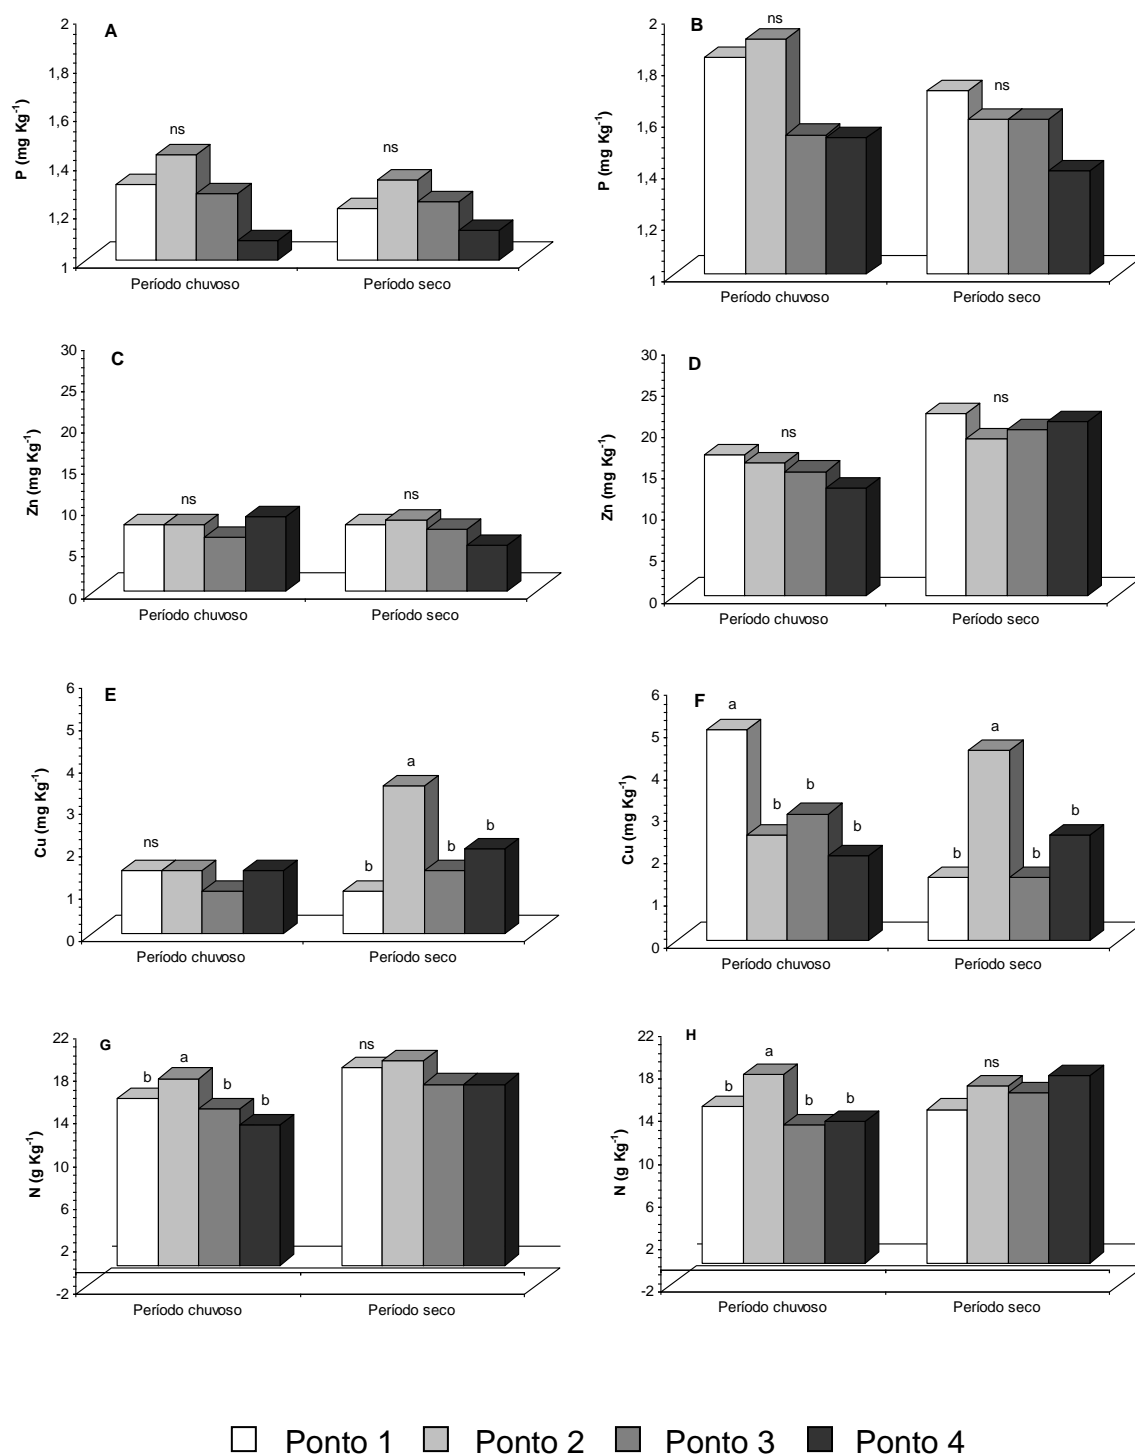 A
P (mg Kg-1)
2
1,8
1,6
1,4
1,2
1
ns
ns
Período chuvoso
Período seco
B
P (mg Kg-1)
2
1,8
1,6
1,4
1,2
1
ns
ns
Período chuvoso
Período seco
C
Zn (mg Kg-1)
30
25
20
15
10
5
0
ns
ns
Período chuvoso
Período seco
D
Zn (mg Kg-1)
30
25
20
15
10
5
0
ns
ns
Período chuvoso
Período seco
E
Cu (mg Kg-1)
6
5
4
3
2
1
0
ns
b
a
b
b
Período chuvoso
Período seco
F
Cu (mg Kg-1)
6
5
4
3
2
1
0
a
b
b
b
b
a
b
b
Período chuvoso
Período seco
G
N (g Kg-1)
22
18
14
10
6
2
-2
b
a
b
b
ns
Período chuvoso
Período seco
H
N (g Kg-1)
22
18
14
10
6
2
-2
b
a
b
b
ns
Período chuvoso
Período seco
Ponto 1 Ponto 2 Ponto 3 Ponto 4